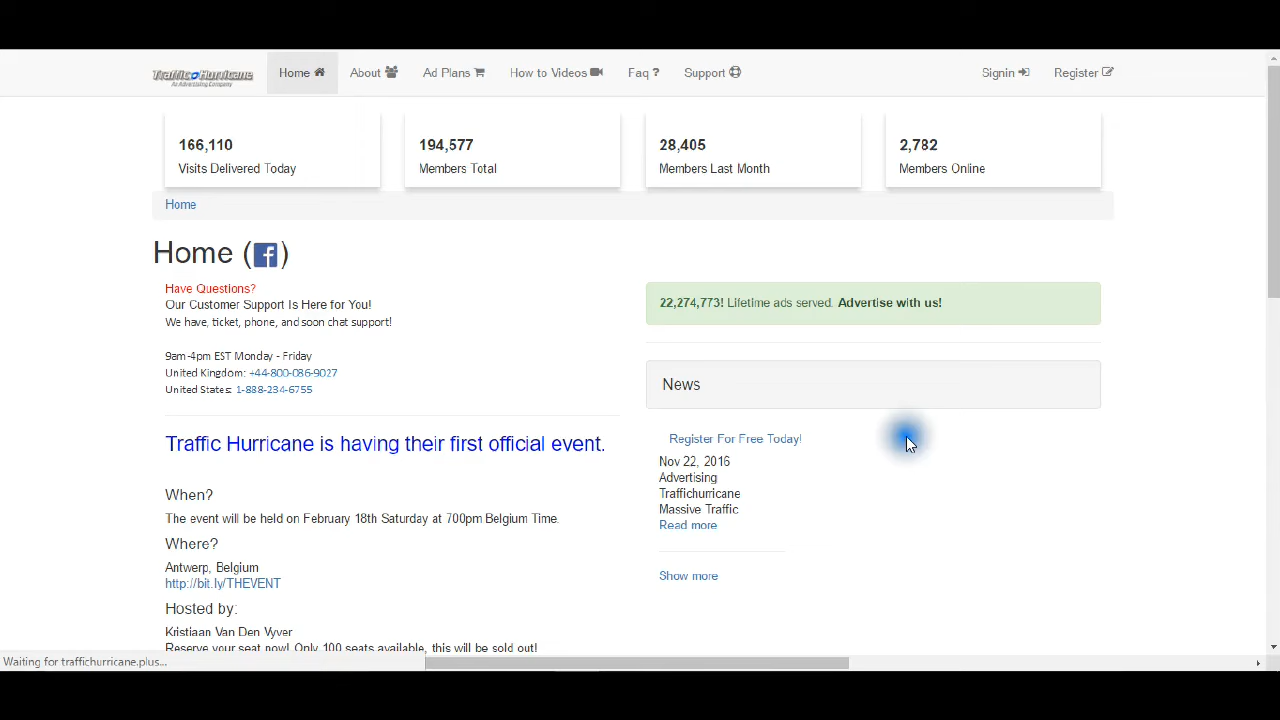 Traffic Hurricane
An Advertising Company
Home
About
Ad Plans
How to Videos
Faq ?
Support
Signin
Register
166,110
Visits Delivered Today
194,577
Members Total
28,405
Members Last Month
2,782
Members Online
Home
Home (f)
Have Questions?
Our Customer Support Is Here for You!
We have, ticket, phone, and soon chat support!
9am-4pm EST Monday - Friday
United Kingdom: +44-800-086-9027
United States: 1-888-234-6755
Traffic Hurricane is having their first official event.
When?
The event will be held on February 18th Saturday at 700pm Belgium Time.
Where?
Antwerp, Belgium
http://bit.ly/THEVENT
Hosted by:
Kristiaan Van Den Vyver
Reserve your seat now! Only 100 seats available, this will be sold out!
22,274,773! Lifetime ads served. Advertise with us!
News
Register For Free Today!
Nov 22, 2016
Advertising
Traffichurricane
Massive Traffic
Read more
Show more
Waiting for traffichurricane.plus...